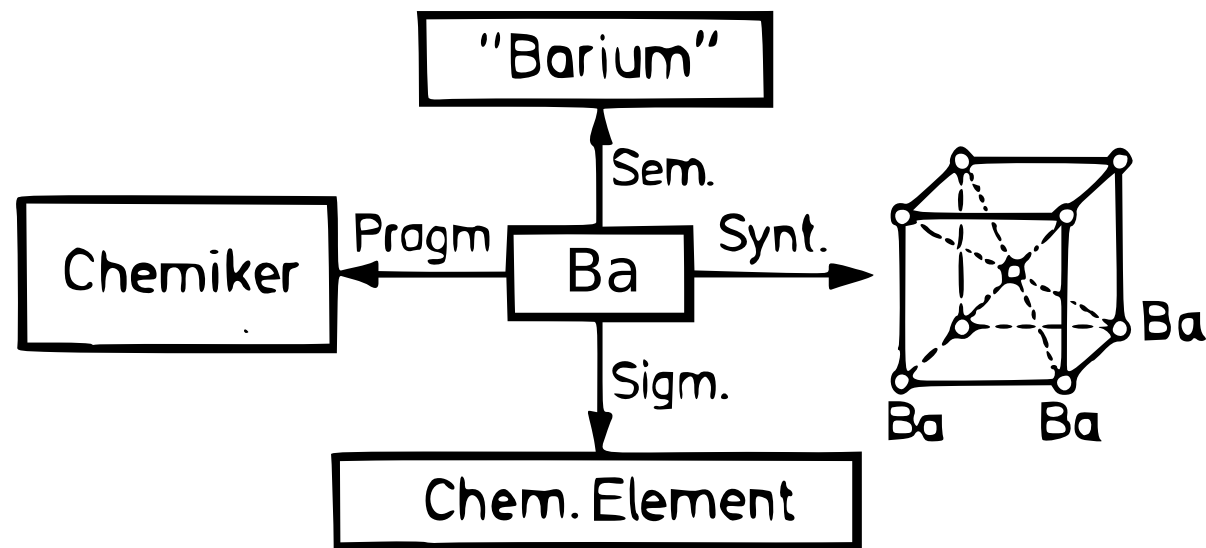 "Barium"
Sem.
Chemiker
Pragm
Ba
Synt.
Ba
Ba
Ba
Sigm.
Chem. Element